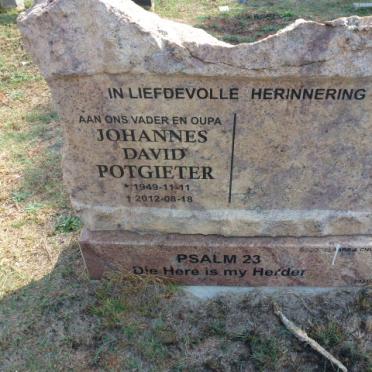 IN LIEFDEVOLLE HERINNERING
AAN ONS VADER EN OUPA
JOHANNES
DAVID
POTGIETER
* 1949-11-11
† 2012-08-18
PSALM 23
Die Here is my Herder